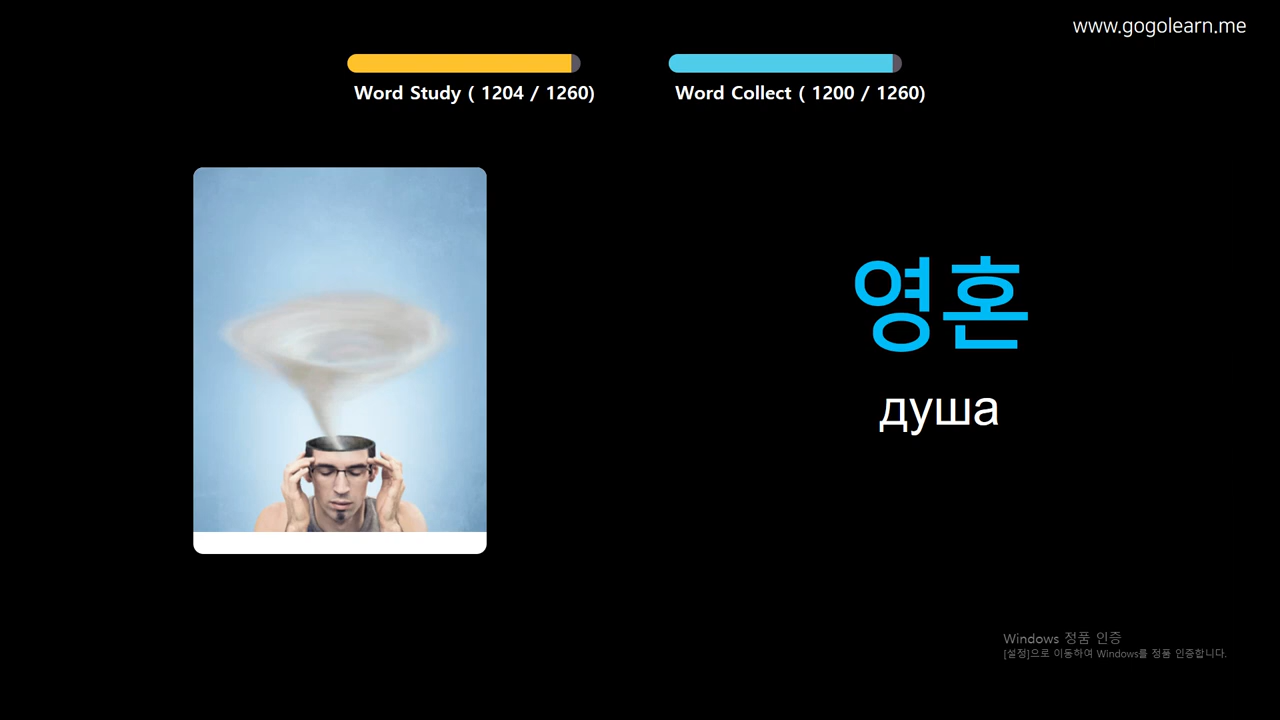 www.gogolearn.me
Word Study ( 1204 / 1260)
Word Collect ( 1200 / 1260)
영혼
душа
Windows 정품 인증
[설정]으로 이동하여 Windows를 정품 인증합니다.